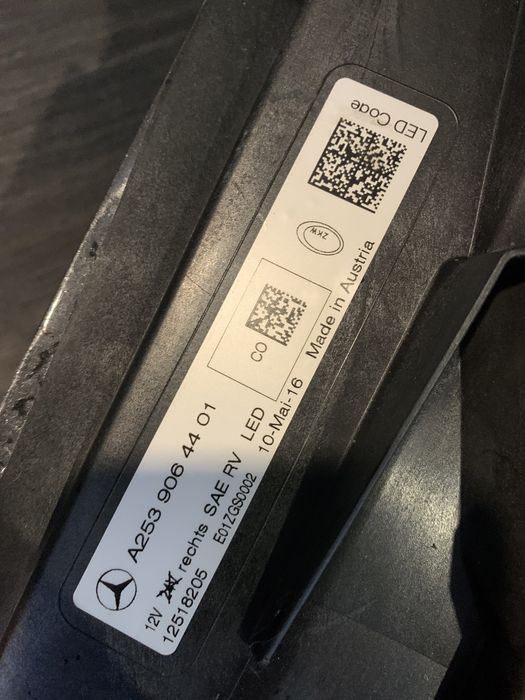 A253 906 44 01
12V 24V rechts SAE RV LED
12518205 E01ZGS0002 10-Mai-16 Made in Austria
CO
ZKW
LED Code